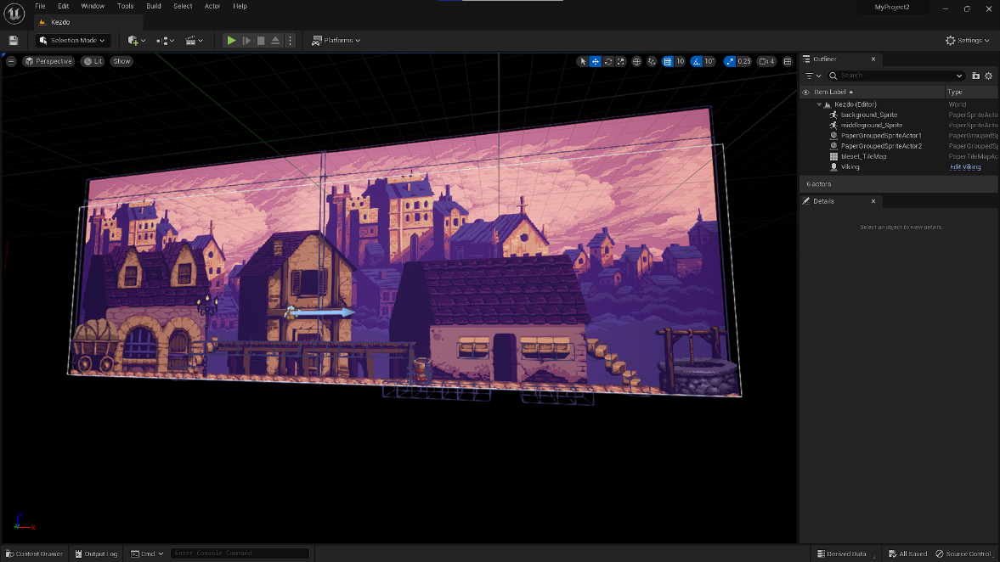 File Edit Window Tools Build Select Actor Help
MyProject2
Kezdo
Selection Mode
Platforms
Settings
Perspective Lit Show
10 10° 0,25 4
Outliner
Search
Item Label Type
Kezdo (Editor) World
background_Sprite PaperSpriteActo
middleground_Sprite PaperSpriteActo
PaperGroupedSpriteActor1 PaperGroupedSp
PaperGroupedSpriteActor2 PaperGroupedSp
tileset_TileMap PaperTileMapAc
Viking Edit Viking
6 actors
Details
Select an object to view details.
X
Content Drawer Output Log Cmd Enter Console Command
Derived Data All Saved Source Control